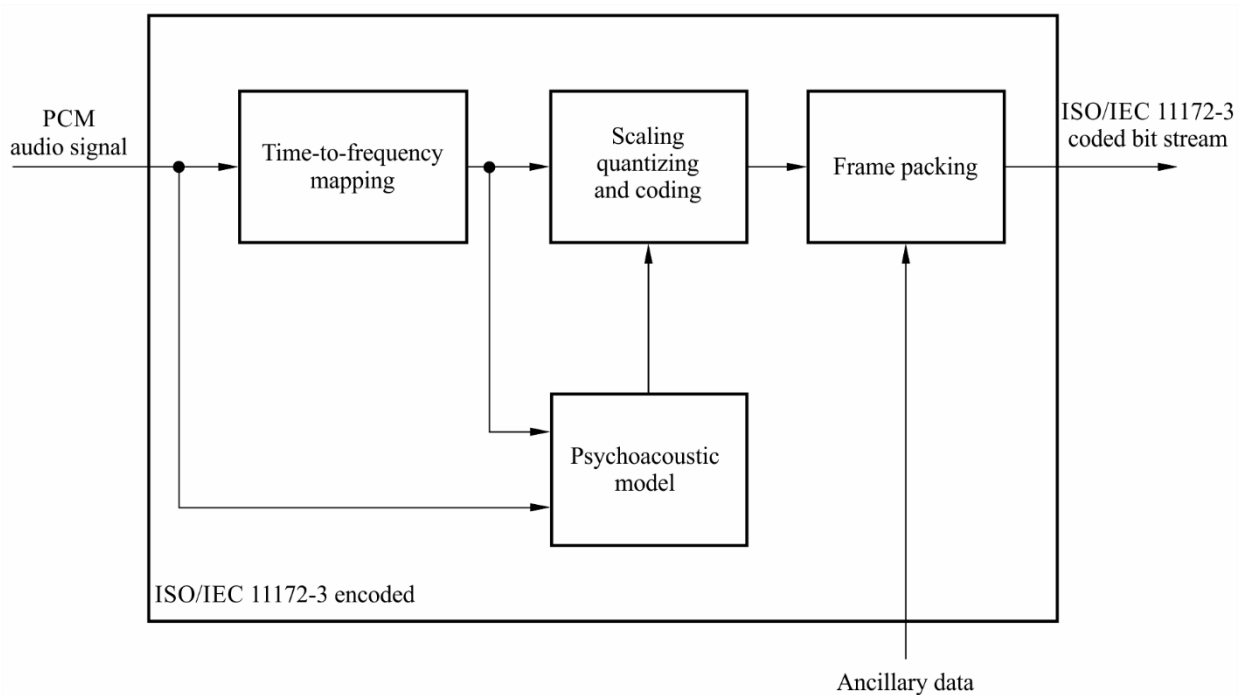 PCM
audio signal
Time-to-frequency
mapping
Scaling
quantizing
and coding
Frame packing
ISO/IEC 11172-3
coded bit stream
Psychoacoustic
model
ISO/IEC 11172-3 encoded
Ancillary data